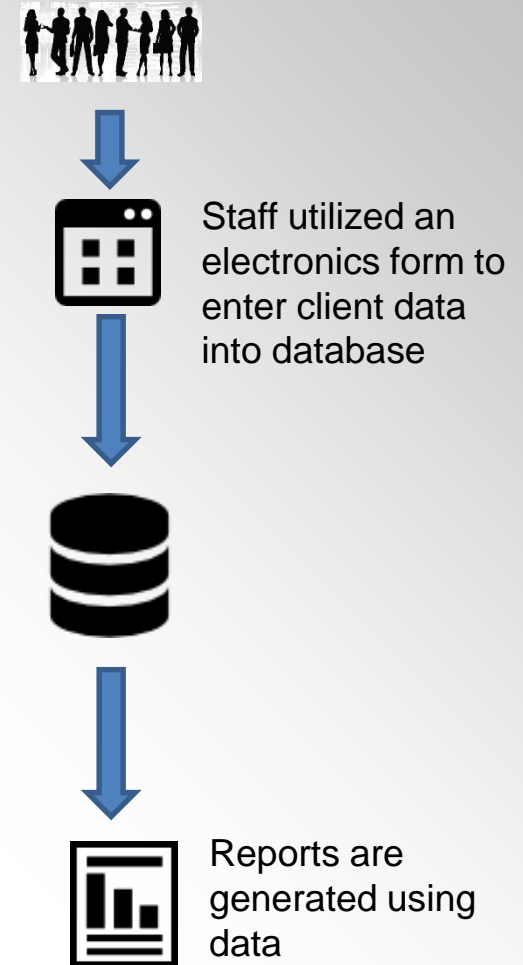 Staff utilized an
electronics form to
enter client data
into database
Reports are
generated using
data